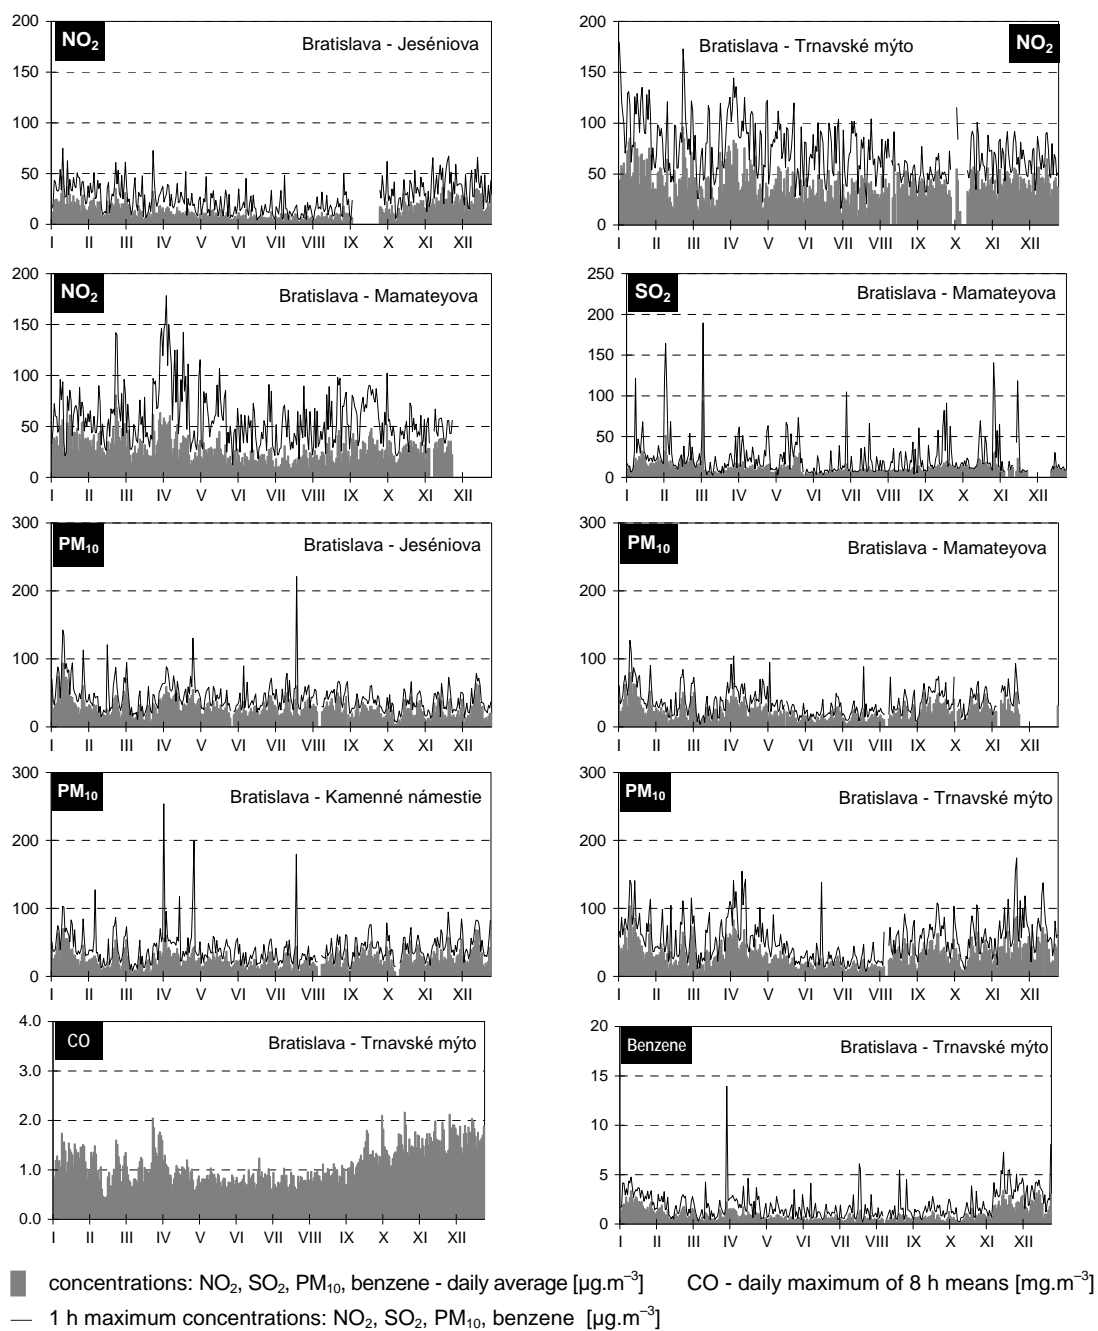 NO₂ Bratislava - Jeséniova
200
150
100
50
0
I II III IV V VI VII VIII IX X XI XII
Bratislava - Trnavské mýto NO₂
200
150
100
50
0
I II III IV V VI VII VIII IX X XI XII
NO₂ Bratislava - Mamateyova
200
150
100
50
0
I II III IV V VI VII VIII IX X XI XII
SO₂ Bratislava - Mamateyova
250
200
150
100
50
0
I II III IV V VI VII VIII IX X XI XII
PM₁₀ Bratislava - Jeséniova
300
200
100
0
I II III IV V VI VII VIII IX X XI XII
PM₁₀ Bratislava - Mamateyova
300
200
100
0
I II III IV V VI VII VIII IX X XI XII
PM₁₀ Bratislava - Kamenné námestie
300
200
100
0
I II III IV V VI VII VIII IX X XI XII
PM₁₀ Bratislava - Trnavské mýto
300
200
100
0
I II III IV V VI VII VIII IX X XI XII
CO Bratislava - Trnavské mýto
4.0
3.0
2.0
1.0
0.0
I II III IV V VI VII VIII IX X XI XII
Benzene Bratislava - Trnavské mýto
20
15
10
5
0
I II III IV V VI VII VIII IX X XI XII
concentrations: NO₂, SO₂, PM₁₀, benzene - daily average [µg.m⁻³] CO - daily maximum of 8 h means [mg.m⁻³]
1 h maximum concentrations: NO₂, SO₂, PM₁₀, benzene [µg.m⁻³]